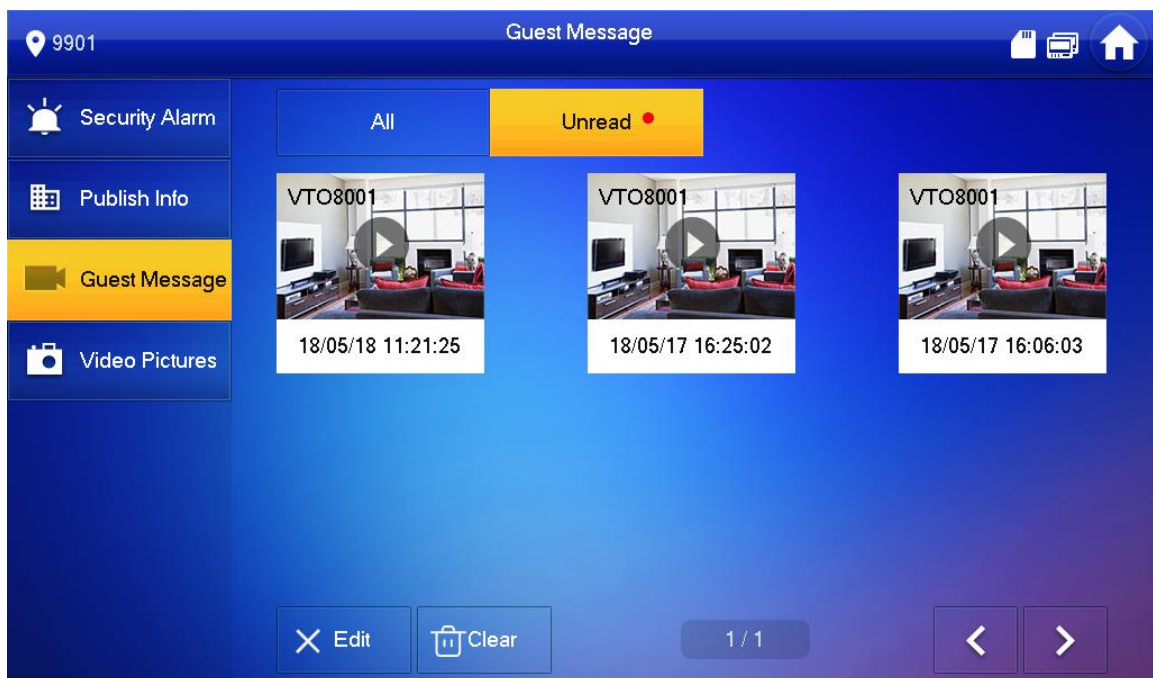 9901
Guest Message
Security Alarm
Publish Info
Guest Message
Video Pictures
All
Unread
VTO8001
VTO8001
VTO8001
18/05/18 11:21:25
18/05/17 16:25:02
18/05/17 16:06:03
Edit
Clear
1/1